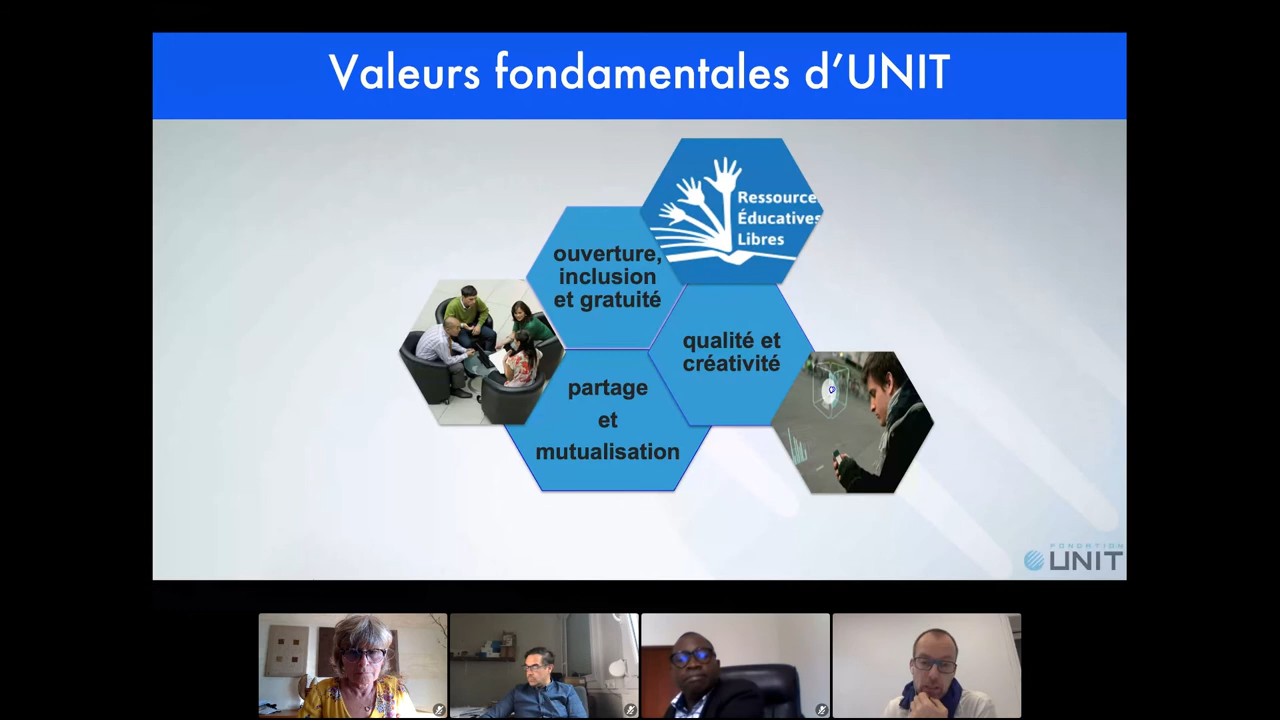 Valeurs fondamentales d'UNIT
Ressource
Éducatives
Libres
ouverture,
inclusion
et gratuité
qualité et
créativité
partage
et
mutualisation
FONDATION
UNIT